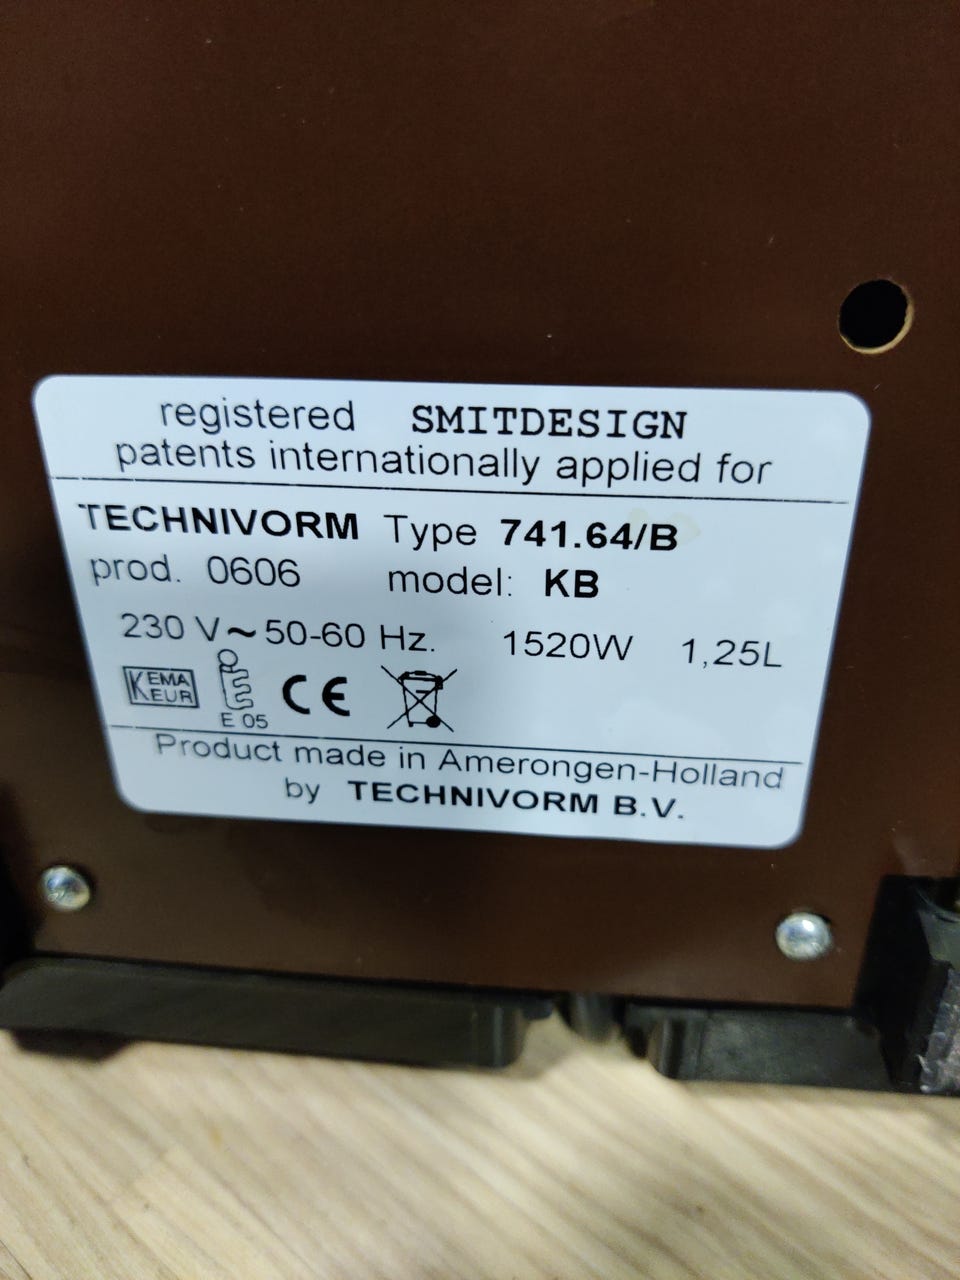 registered SMITDESIGN
patents internationally applied for
TECHNIVORM Type 741.64/B
prod. 0606 model: KB
230 V~50-60 Hz. 1520W 1,25L
KEMA
EUR
E 05
CE
Product made in Amerongen-Holland
by TECHNIVORM B.V.